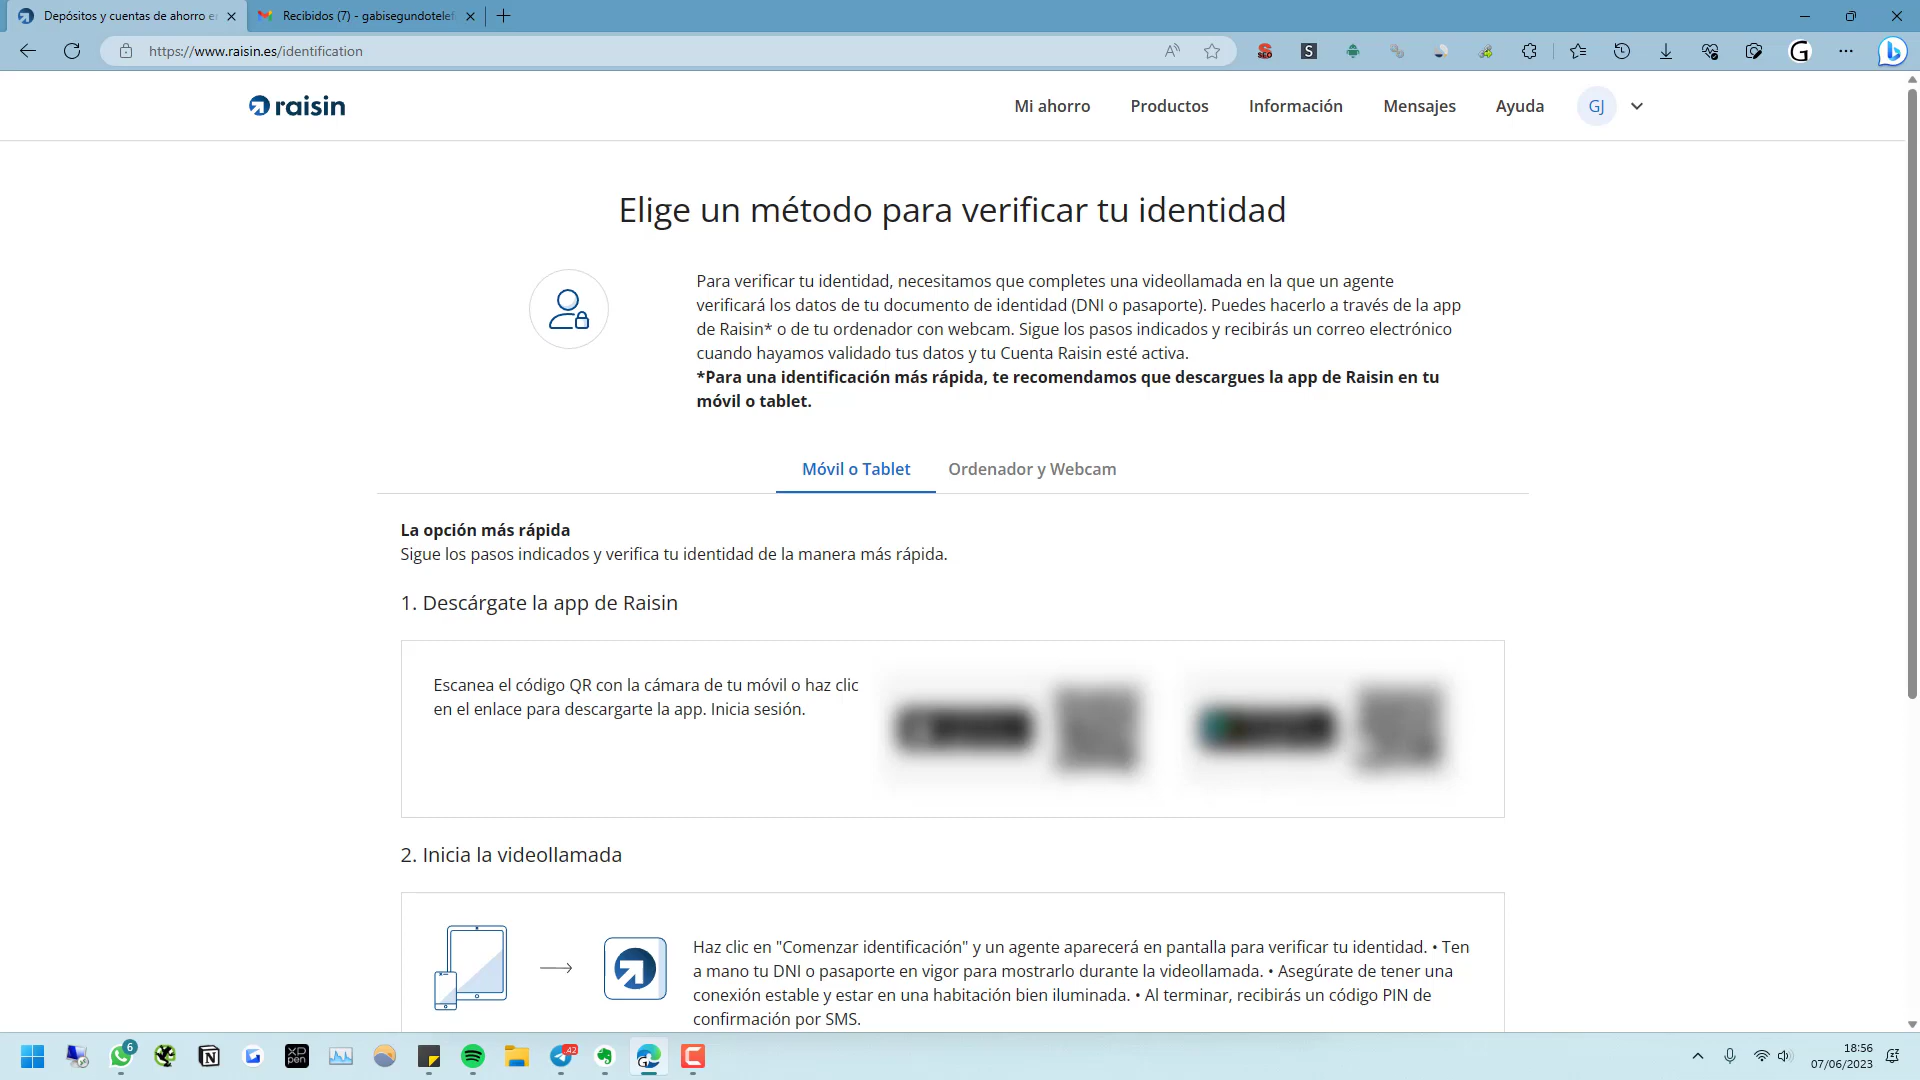 Depósitos y cuentas de ahorro e
Recibidos (7) - gabisegundotelef
https://www.raisin.es/identification
raisin
Mi ahorro
Productos
Información
Mensajes
Ayuda
GJ
Elige un método para verificar tu identidad
Para verificar tu identidad, necesitamos que completes una videollamada en la que un agente
verificará los datos de tu documento de identidad (DNI o pasaporte). Puedes hacerlo a través de la app
de Raisin* o de tu ordenador con webcam. Sigue los pasos indicados y recibirás un correo electrónico
cuando hayamos validado tus datos y tu Cuenta Raisin esté activa.
*Para una identificación más rápida, te recomendamos que descargues la app de Raisin en tu
móvil o tablet.
Móvil o Tablet
Ordenador y Webcam
La opción más rápida
Sigue los pasos indicados y verifica tu identidad de la manera más rápida.
1. Descárgate la app de Raisin
Escanea el código QR con la cámara de tu móvil o haz clic
en el enlace para descargarte la app. Inicia sesión.
2. Inicia la videollamada
Haz clic en "Comenzar identificación" y un agente aparecerá en pantalla para verificar tu identidad. • Ten
a mano tu DNI o pasaporte en vigor para mostrarlo durante la videollamada. • Asegúrate de tener una
conexión estable y estar en una habitación bien iluminada. • Al terminar, recibirás un código PIN de
confirmación por SMS.
6
XP
pen
42
18:56
07/06/2023